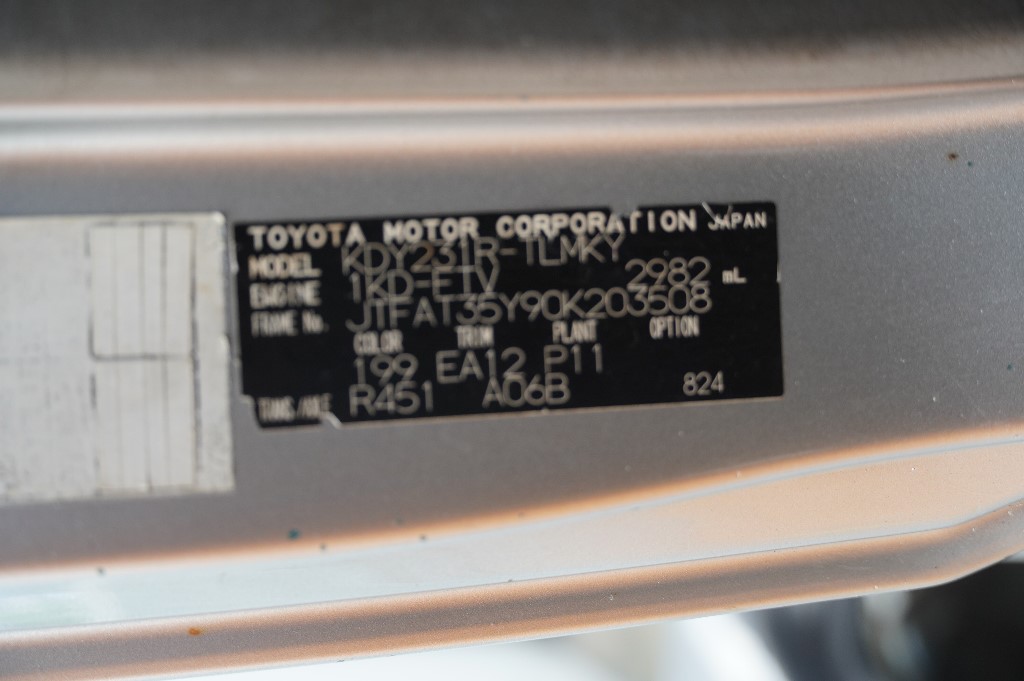 TOYOTA MOTOR CORPORATION JAPAN
MODEL KDY231R-TLMKY
ENGINE 1KD-FTV 2982 mL
FRAME No. JTFAT35Y90K203508
COLOR TRIM PLANT OPTION
199 EA12 P11
TRANS/AXLE R451 A06B 824